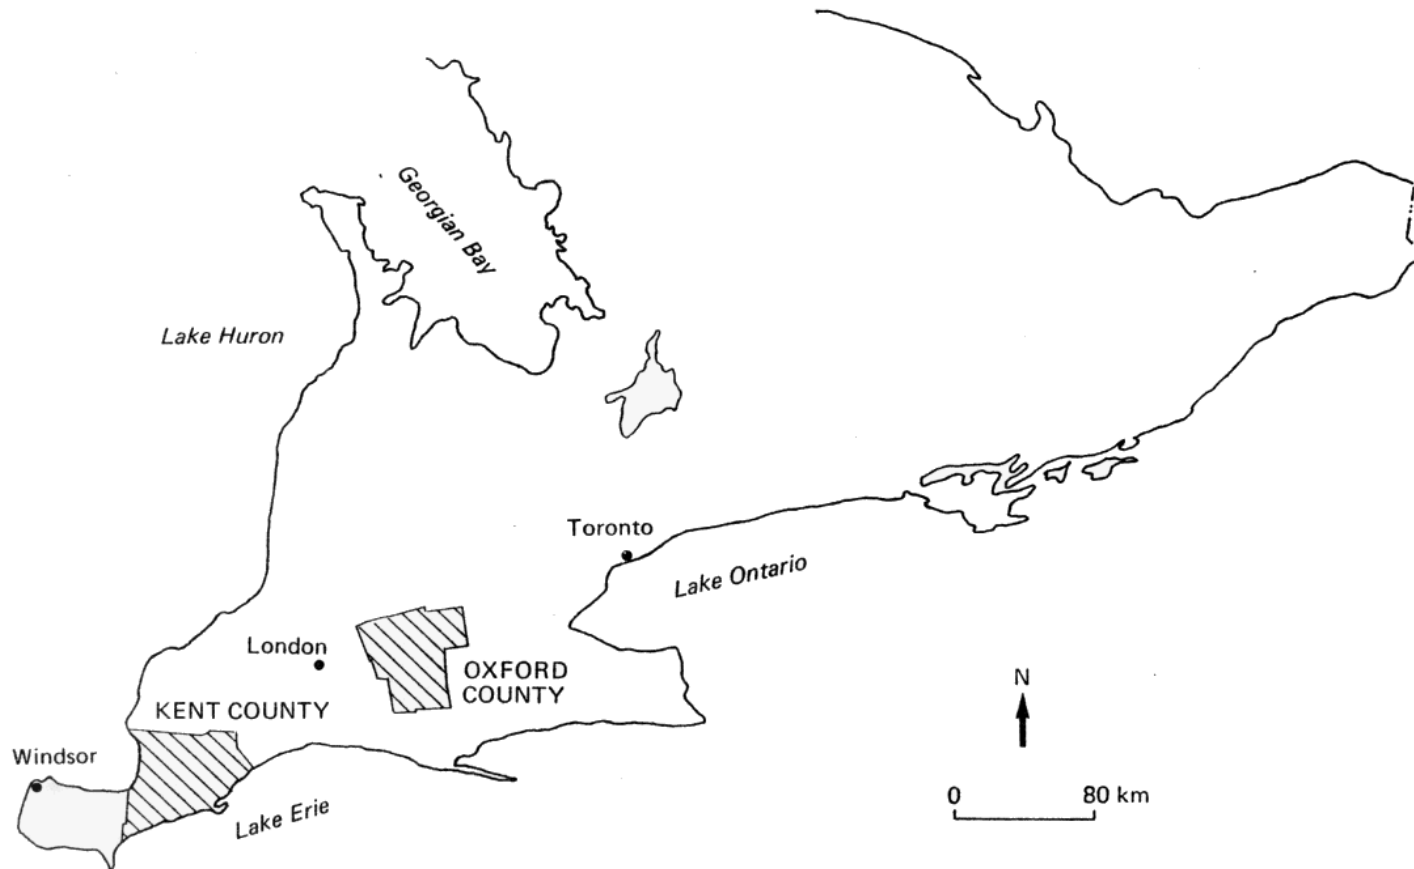 Georgian Bay
Lake Huron
Toronto
Lake Ontario
London
OXFORD
COUNTY
KENT COUNTY
Windsor
Lake Erie
N
0 80 km